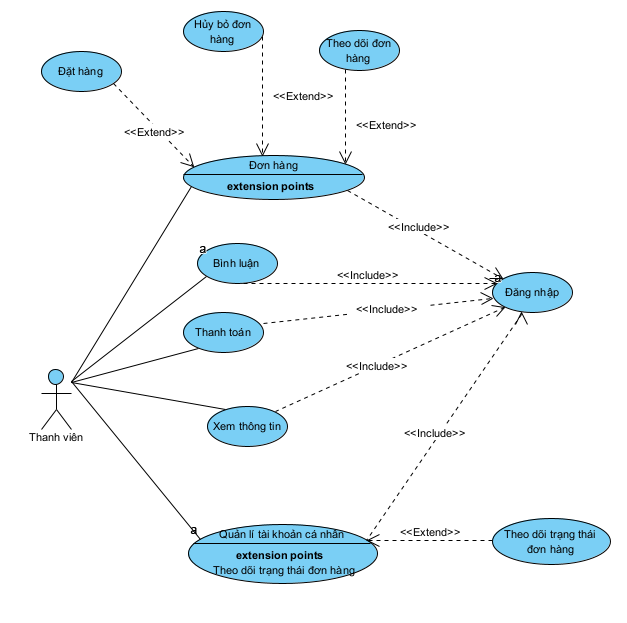 Hủy bỏ đơn
hàng
Theo dõi đơn
hàng
Đặt hàng
<<Extend>>
<<Extend>>
<<Extend>>
Đơn hàng
extension points
<<Include>>
a
Bình luận
<<Include>>
a
Đăng nhập
Thanh toán
<<Include>>
<<Include>>
Xem thông tin
Thanh viên
<<Include>>
a
Quản lí tài khoản cá nhân
extension points
Theo dõi trạng thái đơn hàng
<<Extend>>
Theo dõi trạng thái
đơn hàng